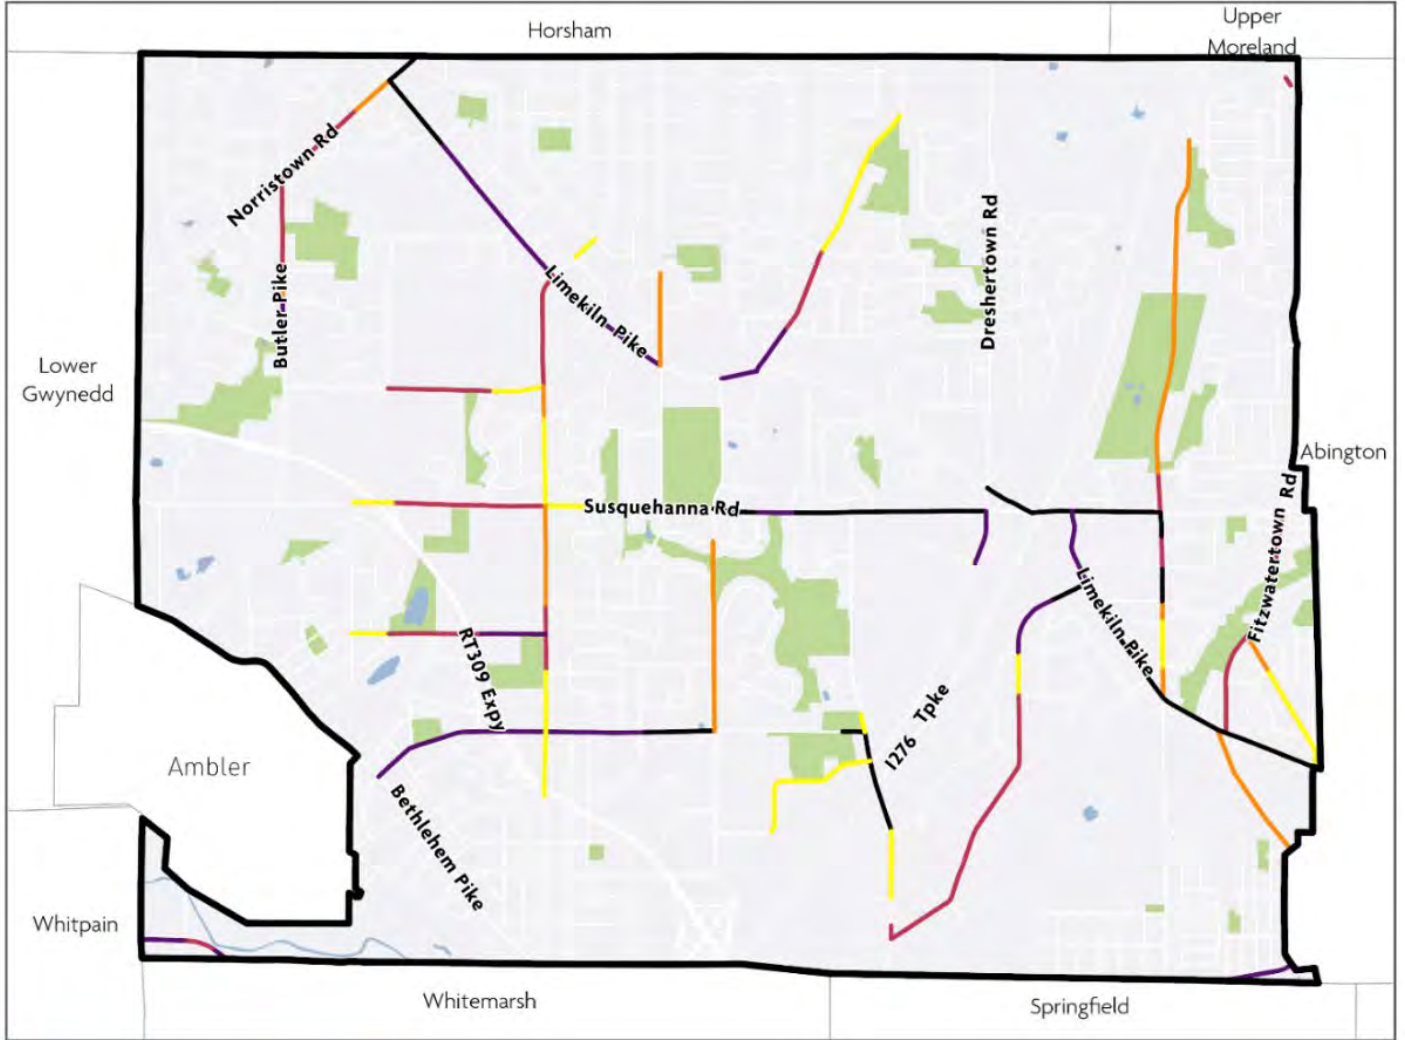 Horsham
Upper
Moreland
Norristown Rd
Butler Pike
Limekiln Pike
Dreshertown Rd
Lower
Gwynedd
Abington
Susquehanna Rd
Fitzwatertown Rd
Limekiln Pike
RT309 Expy
I276 Tpke
Ambler
Bethlehem Pike
Whitpain
Whitemarsh
Springfield